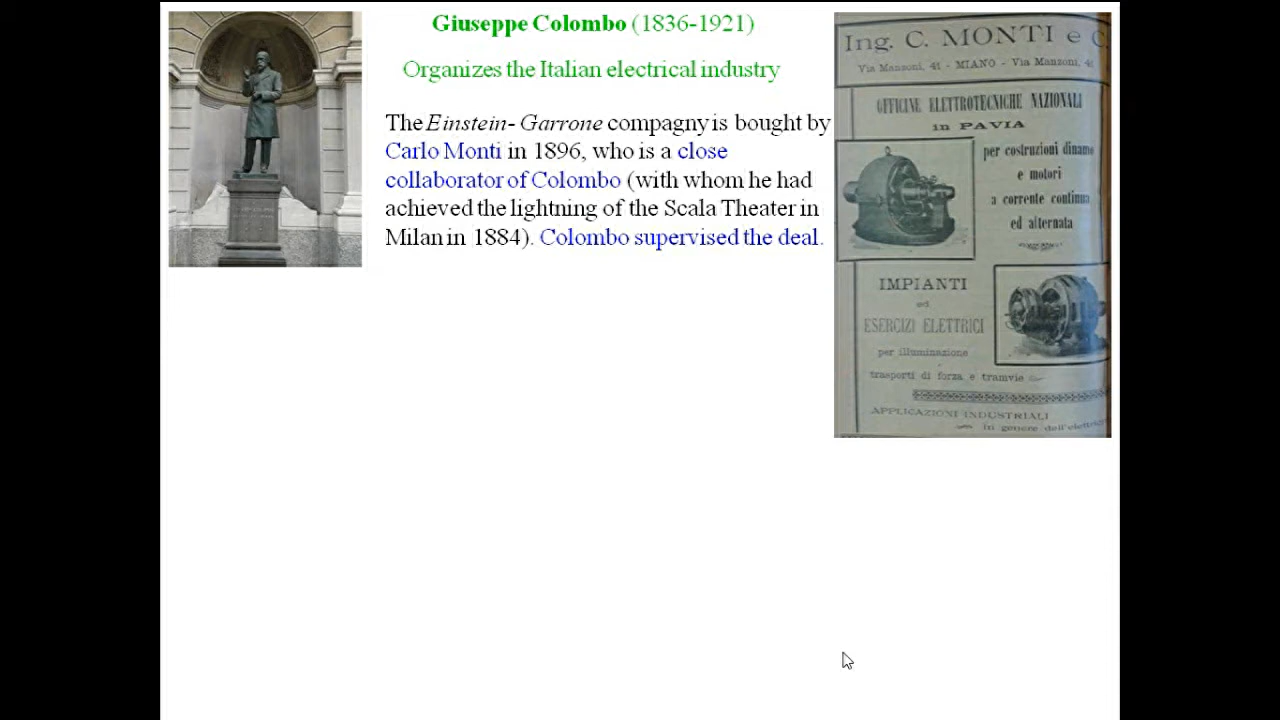 Giuseppe Colombo (1836-1921)
Organizes the Italian electrical industry
The Einstein- Garrone compagny is bought by
Carlo Monti in 1896, who is a close
collaborator of Colombo (with whom he had
achieved the lightning of the Scala Theater in
Milan in 1884). Colombo supervised the deal.
Ing. C. MONTI e C.
Via Manzoni, 41 - MIANO - Via Manzoni, 41
OFFICINE ELETTROTECNICHE NAZIONALI
in PAVIA
per costruzioni dinamo
e motori
a corrente continua
ed alternata
IMPIANTI
ed
ESERCIZI ELETTRICI
per illuminazione
trasporti di forza e tramvie
APPLICAZIONI INDUSTRIALI
in genere